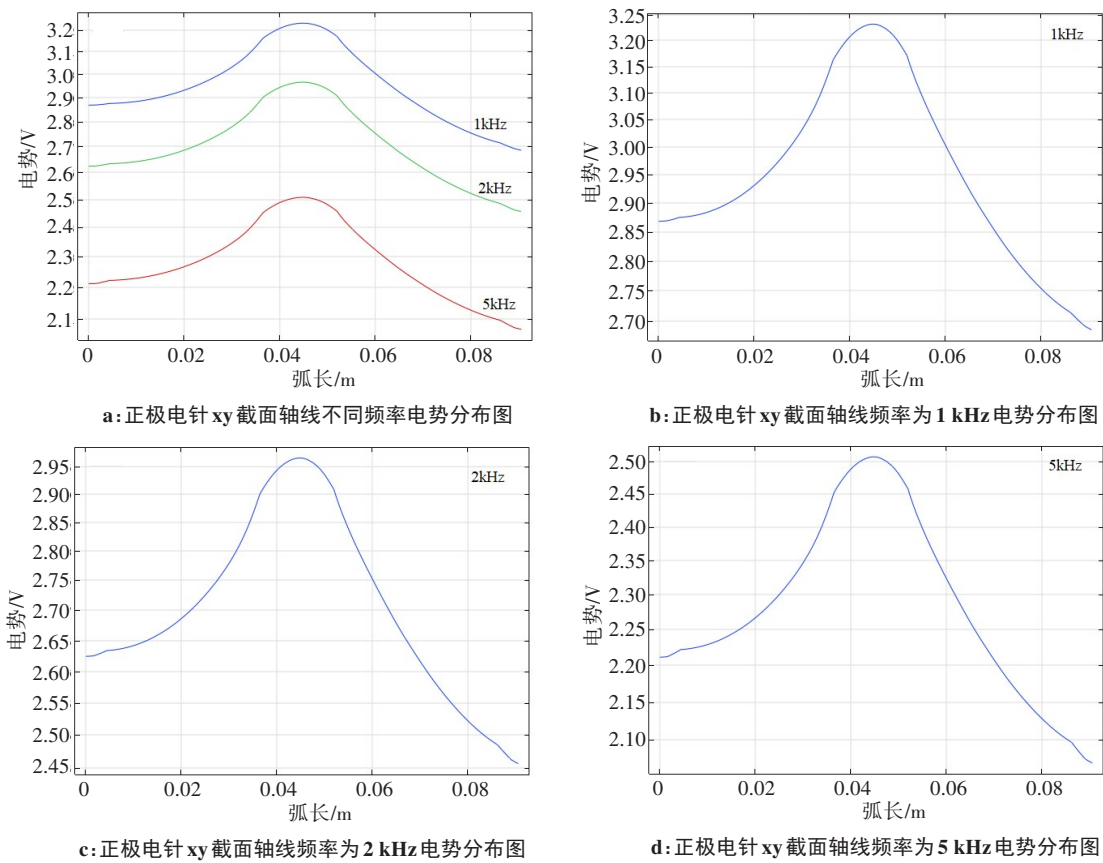 3.2
3.1
3.0
2.9
2.8
2.7
2.6
2.5
2.4
2.3
2.2
2.1
电势/V
1kHz
2kHz
5kHz
0 0.02 0.04 0.06 0.08
弧长/m
a:正极电针xy截面轴线不同频率电势分布图
3.25
3.20
3.15
3.10
3.05
3.00
2.95
2.90
2.85
2.80
2.75
2.70
电势/V
1kHz
0 0.02 0.04 0.06 0.08
弧长/m
b:正极电针xy截面轴线频率为1 kHz电势分布图
2.95
2.90
2.85
2.80
2.75
2.70
2.65
2.60
2.55
2.50
2.45
电势/V
2kHz
0 0.02 0.04 0.06 0.08
弧长/m
c:正极电针xy截面轴线频率为2 kHz电势分布图
2.50
2.45
2.40
2.35
2.30
2.25
2.20
2.15
2.10
电势/V
5kHz
0 0.02 0.04 0.06 0.08
弧长/m
d:正极电针xy截面轴线频率为5 kHz电势分布图